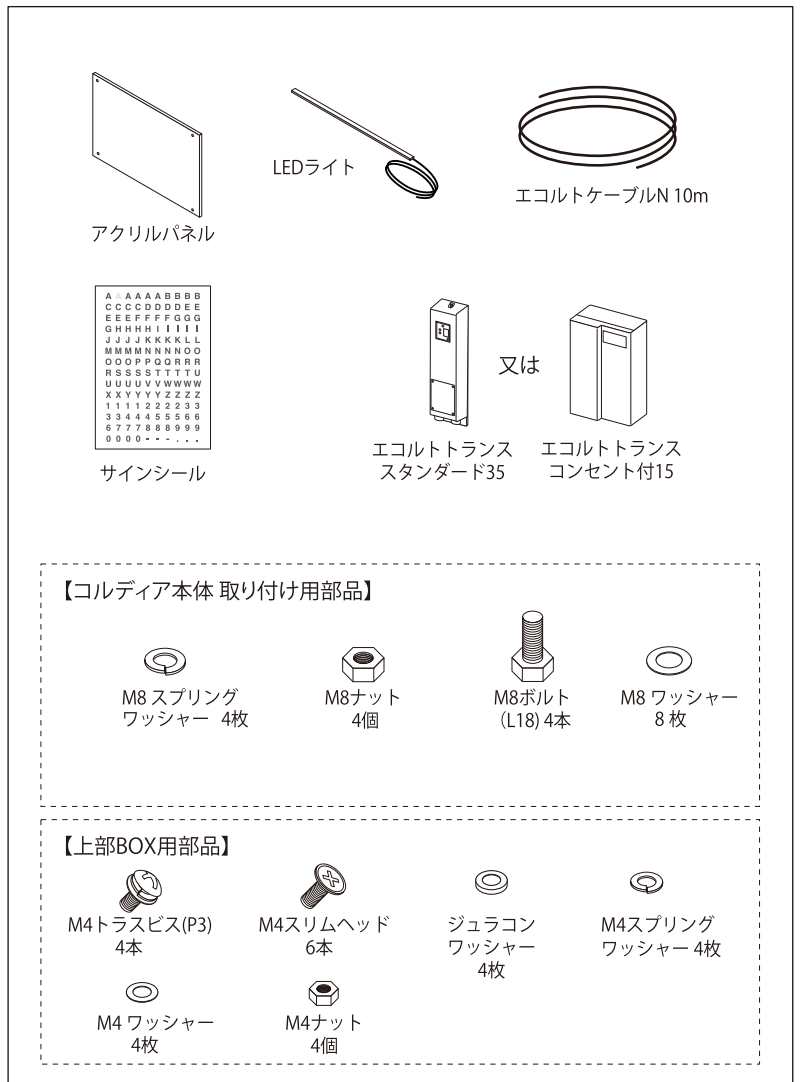 LEDライト
エコルトケーブルN 10m
アクリルパネル
A A A A A A B B B B
C C C C C D D D E E
E E E F F F F G G G
G H H H H I I I I I
J J J J K K K K L L
M M M M N N N N O O
O O O P P Q Q R R R
R S S S S T T T T U
U U U U V V W W W W
X X Y Y Y Y Z Z Z Z
1 1 1 1 2 2 2 2 3 3
3 3 4 4 4 5 5 5 6 6
6 7 7 7 8 8 8 9 9 9
0 0 0 0 - - - . . .
又は
サインシール
エコルトトランス
スタンダード35
エコルトトランス
コンセント付15
【コルディア本体 取り付け用部品】
M8 スプリング
ワッシャー 4枚
M8ナット
4個
M8ボルト
（L18) 4本
M8 ワッシャー
8 枚
【上部BOX用部品】
M4トラスビス(P3)
4本
M4スリムヘッド
6本
ジュラコン
ワッシャー
4枚
M4スプリング
ワッシャー 4枚
M4 ワッシャー
4枚
M4ナット
4個